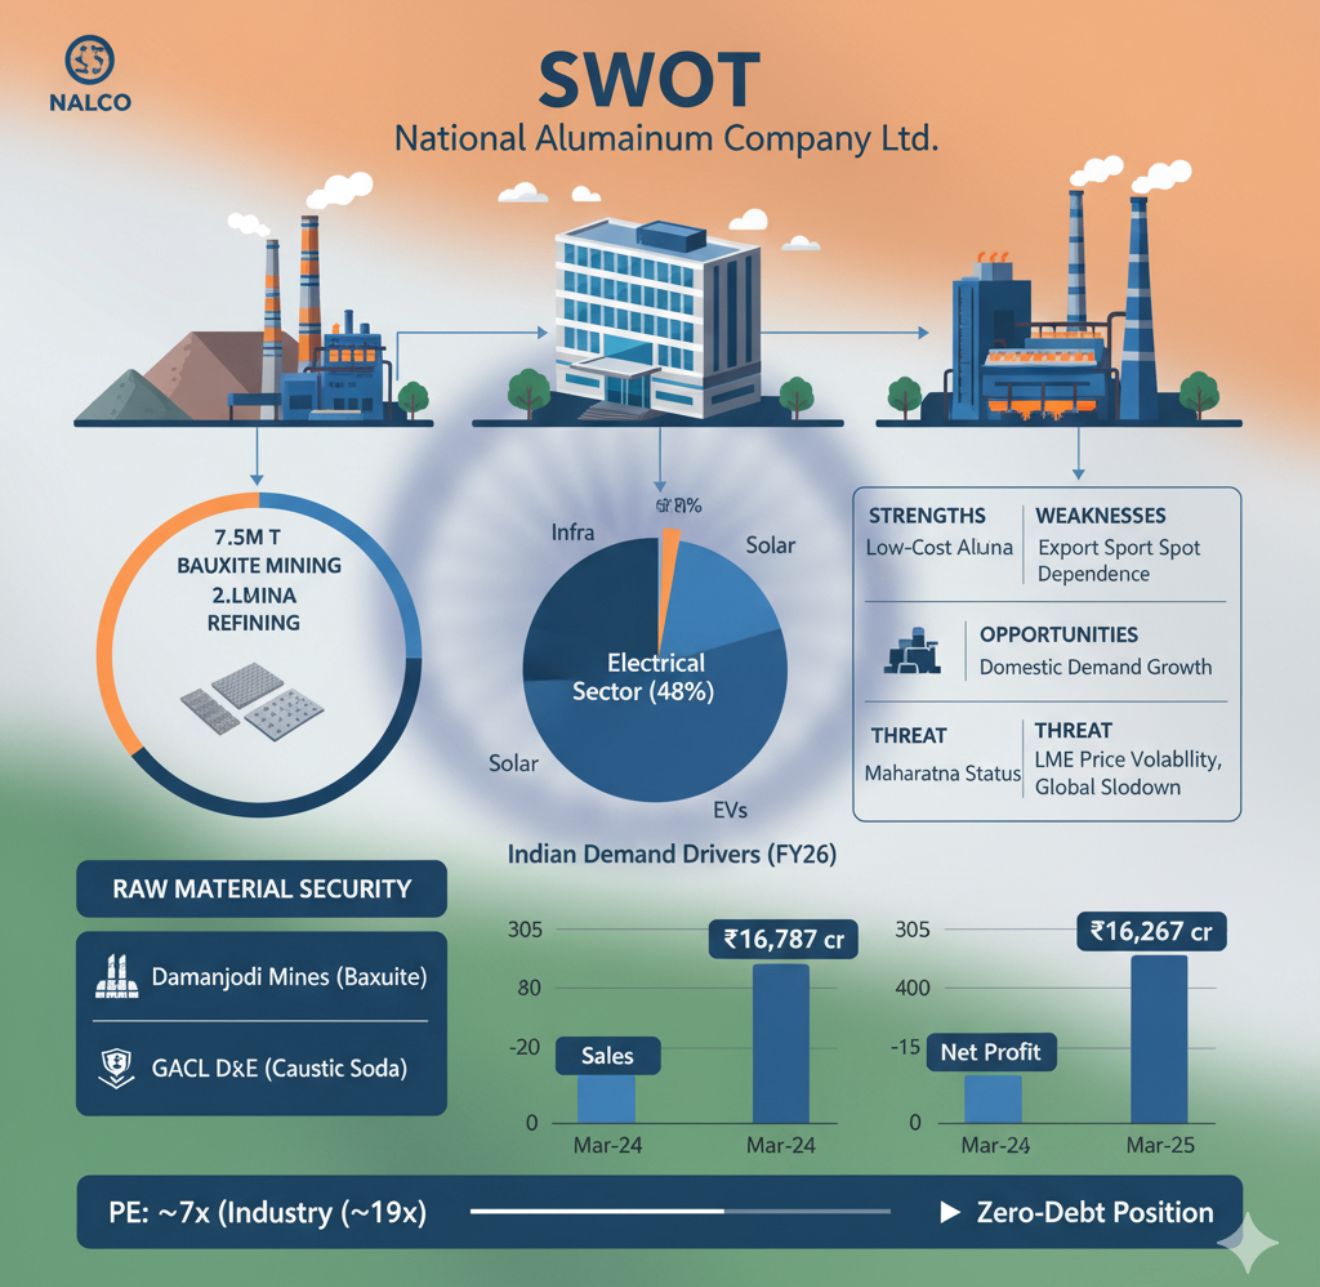 NALCO
SWOT
National Alumainum Company Ltd.
7.5M T
BAUXITE MINING
2.LMINA
REFINING
Infra
Solar
Electrical
Sector (48%)
Solar
EVs
Indian Demand Drivers (FY26)
STRENGTHS
Low-Cost Aluna
WEAKNESSES
Export Sport Spot
Dependence
OPPORTUNITIES
Domestic Demand Growth
THREAT
Maharatna Status
THREAT
LME Price Volabllity,
Global Slodown
RAW MATERIAL SECURITY
Damanjodi Mines (Baxuite)
GACL D&E (Caustic Soda)
305
80
-20
0
₹16,787 cr
Sales
Mar-24
Mar-24
305
400
-15
0
₹16,267 cr
Net Profit
Mar-24
Mar-25
PE: ~7x (Industry (~19x)
Zero-Debt Position